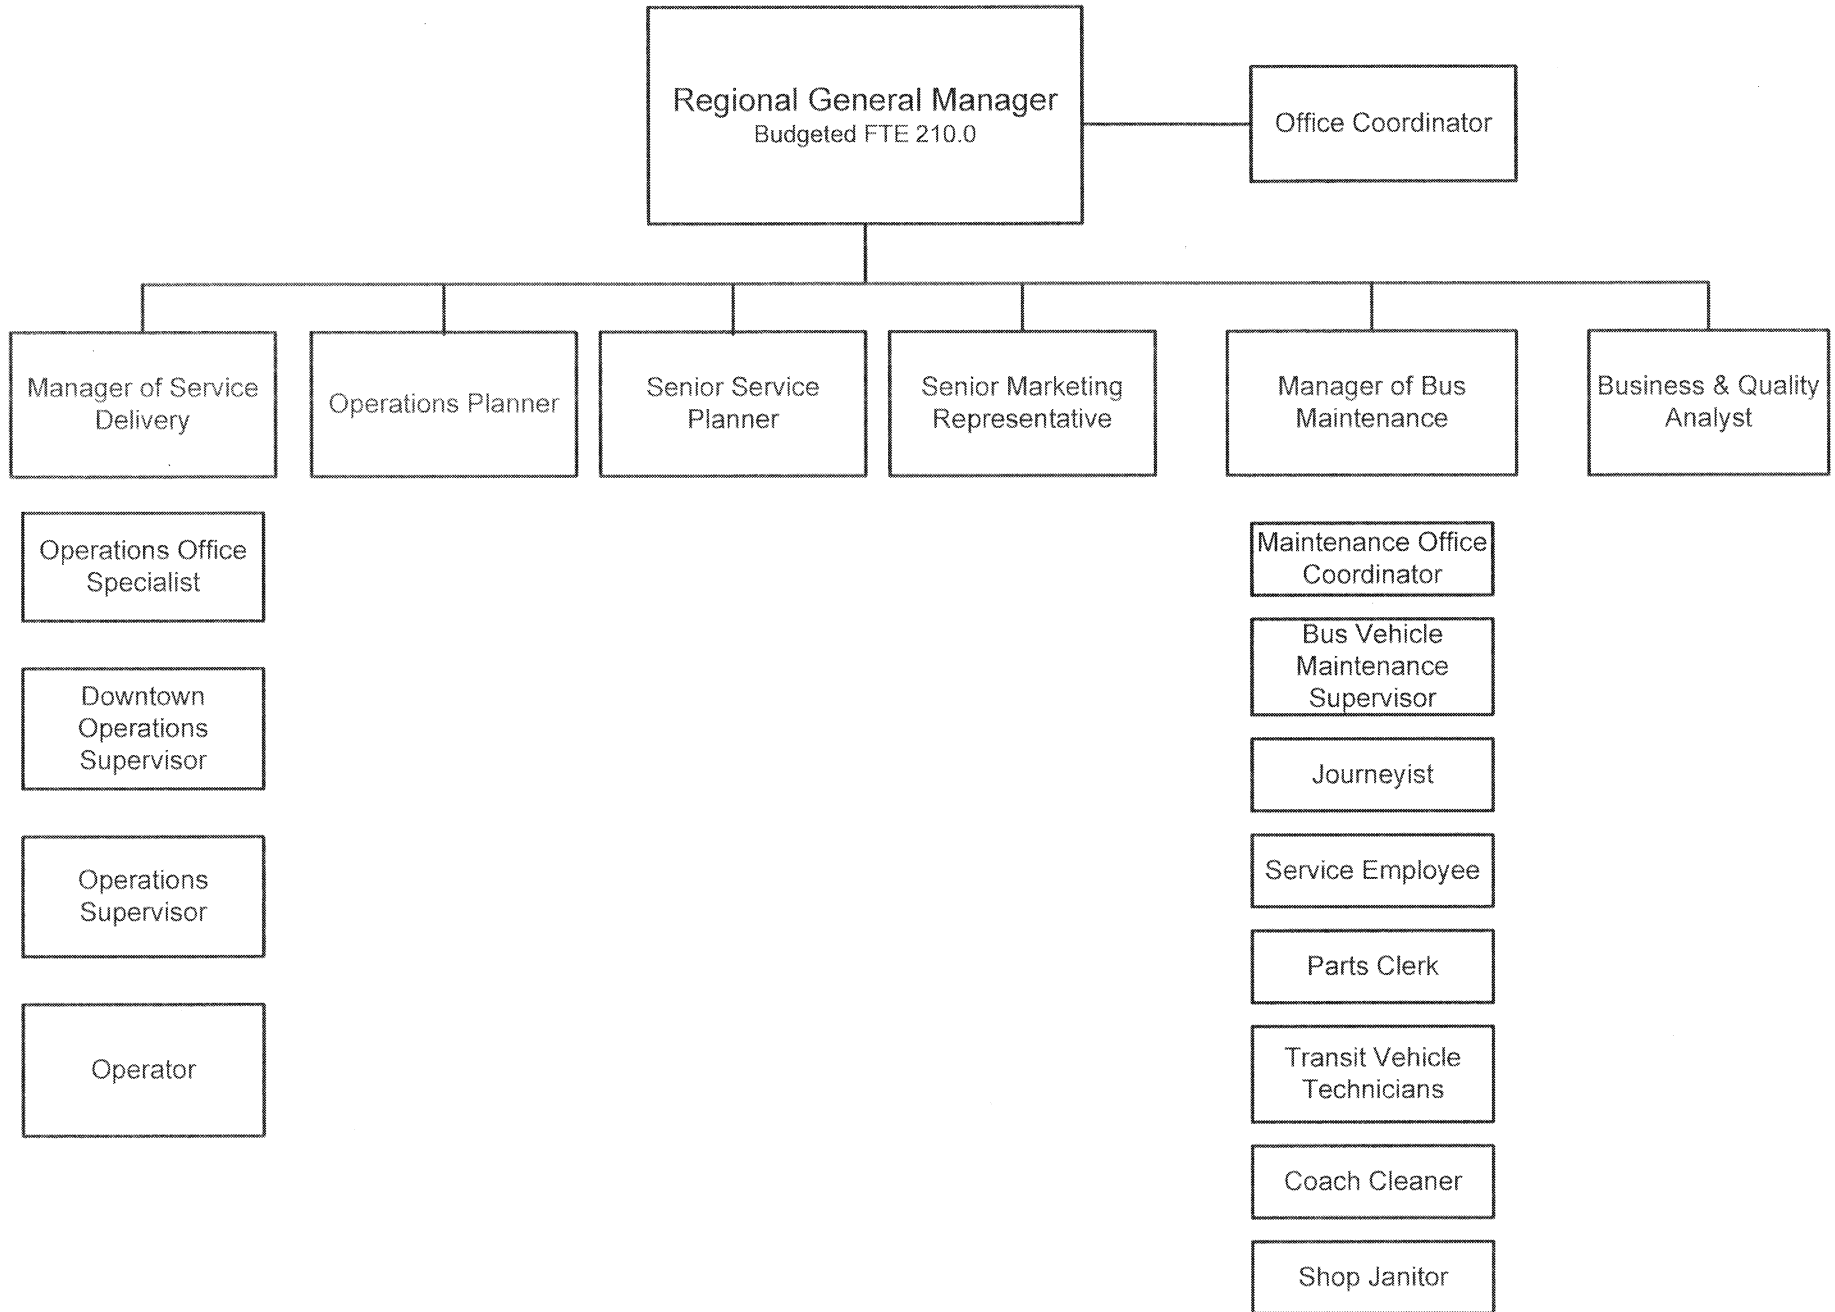 Regional General Manager
Budgeted FTE 210.0
Office Coordinator
Manager of Service
Delivery
Operations Planner
Senior Service
Planner
Senior Marketing
Representative
Manager of Bus
Maintenance
Business & Quality
Analyst
Operations Office
Specialist
Downtown
Operations
Supervisor
Operations
Supervisor
Operator
Maintenance Office
Coordinator
Bus Vehicle
Maintenance
Supervisor
Journeyist
Service Employee
Parts Clerk
Transit Vehicle
Technicians
Coach Cleaner
Shop Janitor